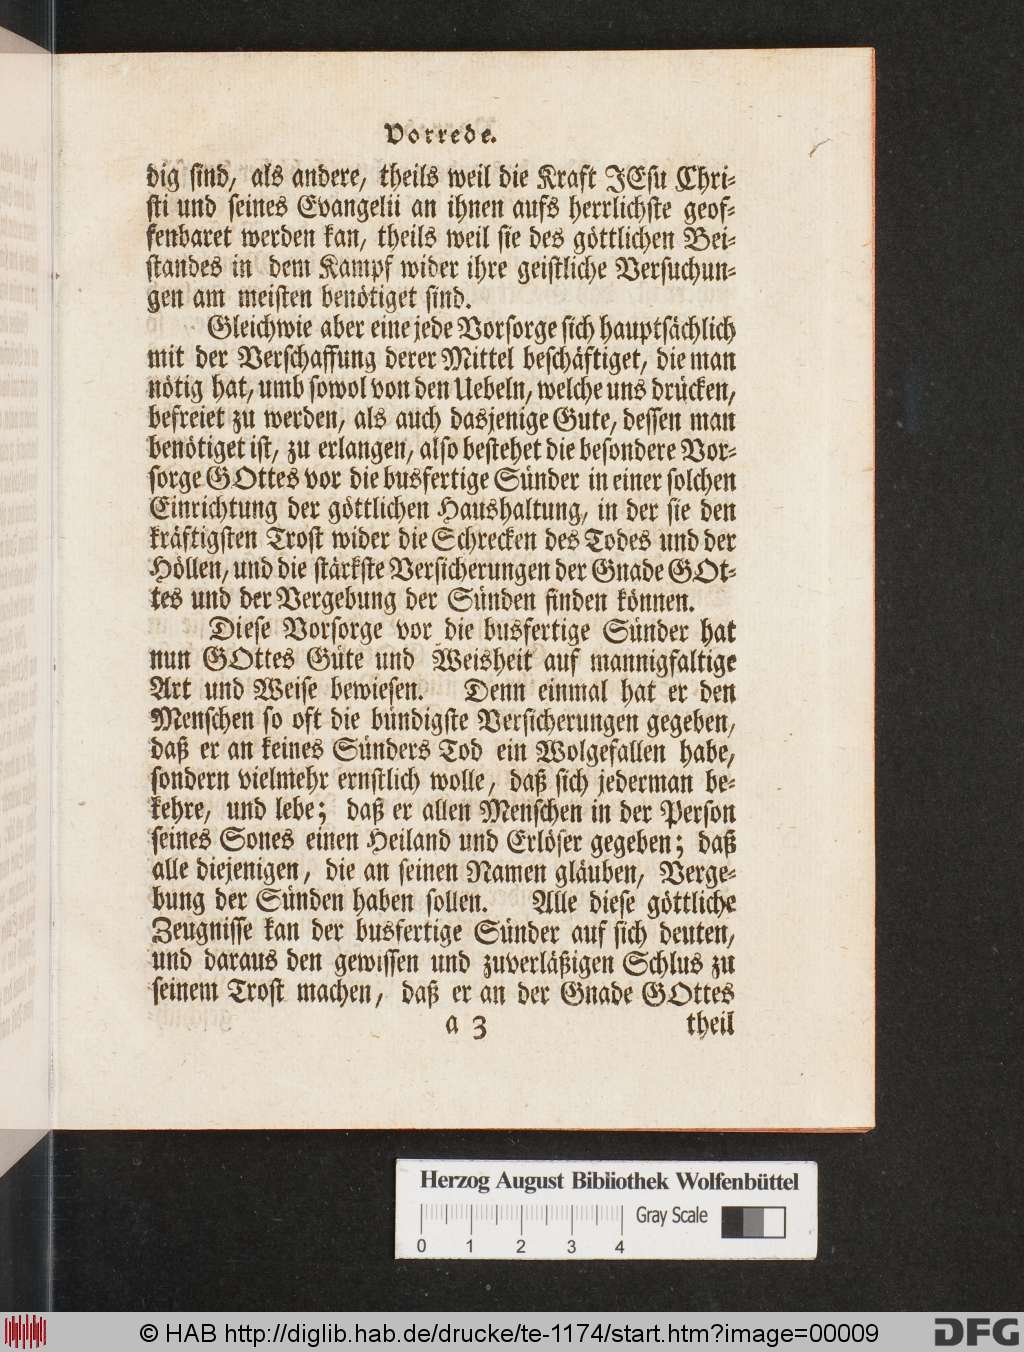 Vorrede.
dig sind, als andere, theils weil die Kraft JEsu Chri-
sti und seines Evangelii an ihnen aufs herrlichste geof-
fenbaret werden kan, theils weil sie des göttlichen Bei-
standes in dem Kampf wider ihre geistliche Versuchun-
gen am meisten benötiget sind.
Gleichwie aber eine jede Vorsorge sich hauptsächlich
mit der Verschaffung derer Mittel beschäftiget, die man
nötig hat, umb sowol von den Uebeln, welche uns drücken,
befreiet zu werden, als auch dasjenige Gute, dessen man
benötiget ist, zu erlangen, also bestehet die besondere Vor-
sorge GOttes vor die busfertige Sünder in einer solchen
Einrichtung der göttlichen Haushaltung, in der sie den
kräftigsten Trost wider die Schrecken des Todes und der
Höllen, und die stärkste Versicherungen der Gnade GOt-
tes und der Vergebung der Sünden finden können.
Diese Vorsorge vor die busfertige Sünder hat
nun GOttes Güte und Weisheit auf mannigfaltige
Art und Weise bewiesen. Denn einmal hat er den
Menschen so oft die bündigste Versicherungen gegeben,
daß er an keines Sünders Tod ein Wolgefallen habe,
sondern vielmehr ernstlich wolle, daß sich jederman be-
kehre, und lebe; daß er allen Menschen in der Person
seines Sones einen Heiland und Erlöser gegeben; daß
alle diejenigen, die an seinen Namen gläuben, Verge-
bung der Sünden haben sollen. Alle diese göttliche
Zeugnisse kan der busfertige Sünder auf sich deuten,
und daraus den gewissen und zuverläßigen Schlus zu
seinem Trost machen, daß er an der Gnade GOttes
a 3 theil
Herzog August Bibliothek Wolfenbüttel
Gray Scale
0 1 2 3 4
© HAB http://diglib.hab.de/drucke/te-1174/start.htm?image=00009
DFG